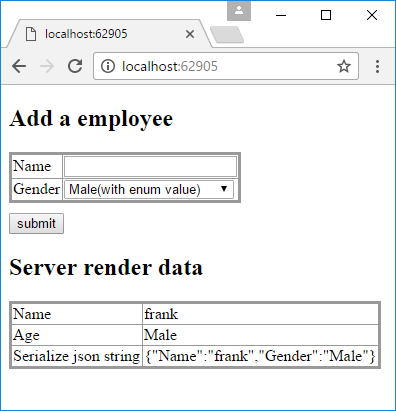 localhost:62905
localhost:62905
Add a employee
Name
Gender Male(with enum value)
submit
Server render data
Name frank
Age Male
Serialize json string {"Name":"frank","Gender":"Male"}